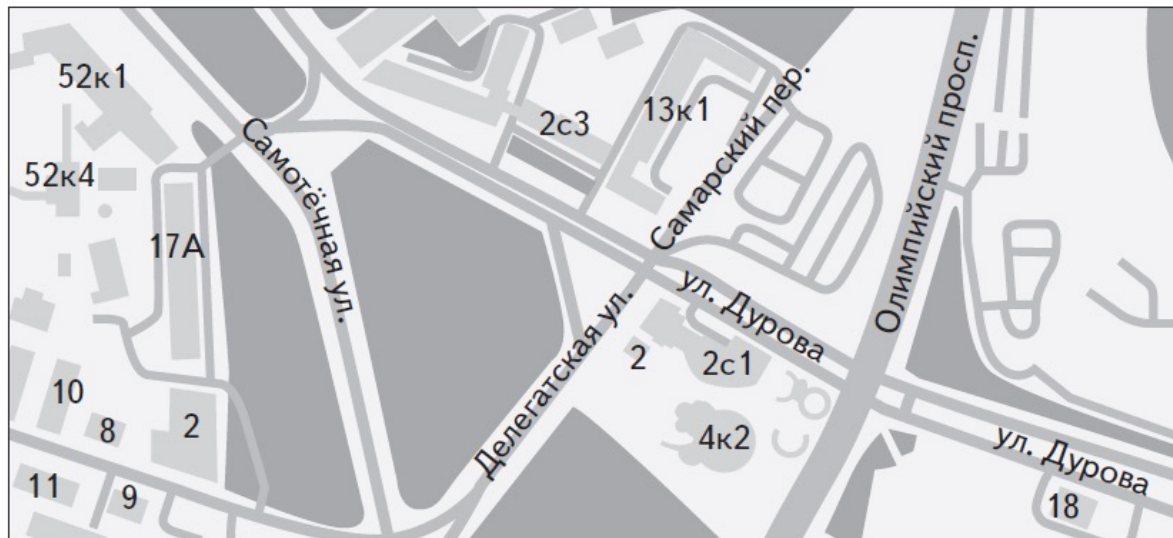 52к1
Самотёчная ул.
2с3
13к1
Самарский пер.
Олимпийский просп.
52к4
17А
ул. Дурова
Делегатская ул.
2
2с1
10
8
2
4к2
ул. Дурова
11
9
18